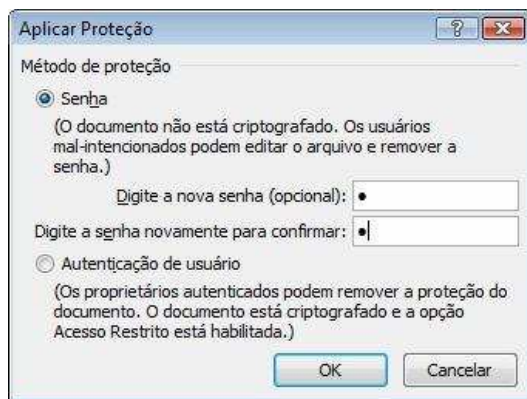 Aplicar Proteção
Método de proteção
Senha
(O documento não está criptografado. Os usuários
mal-intencionados podem editar o arquivo e remover a
senha.)
Digite a nova senha (opcional):
Digite a senha novamente para confirmar:
Autenticação de usuário
(Os proprietários autenticados podem remover a proteção do
documento. O documento está criptografado e a opção
Acesso Restrito está habilitada.)
OK Cancelar